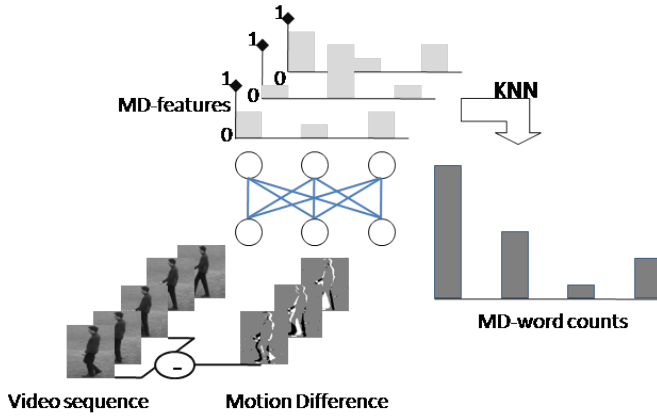 1
1
1
0
0
0
MD-features
KNN
MD-word counts
-
Video sequence
Motion Difference